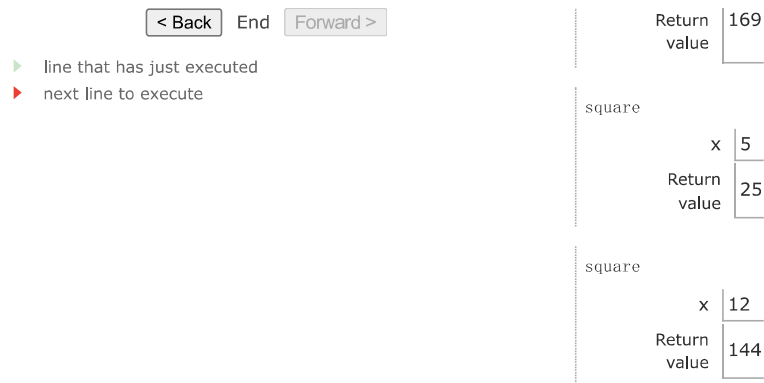 < Back End Forward >
line that has just executed
next line to execute
Return
value
169
square
x 5
Return
value
25
square
x 12
Return
value
144